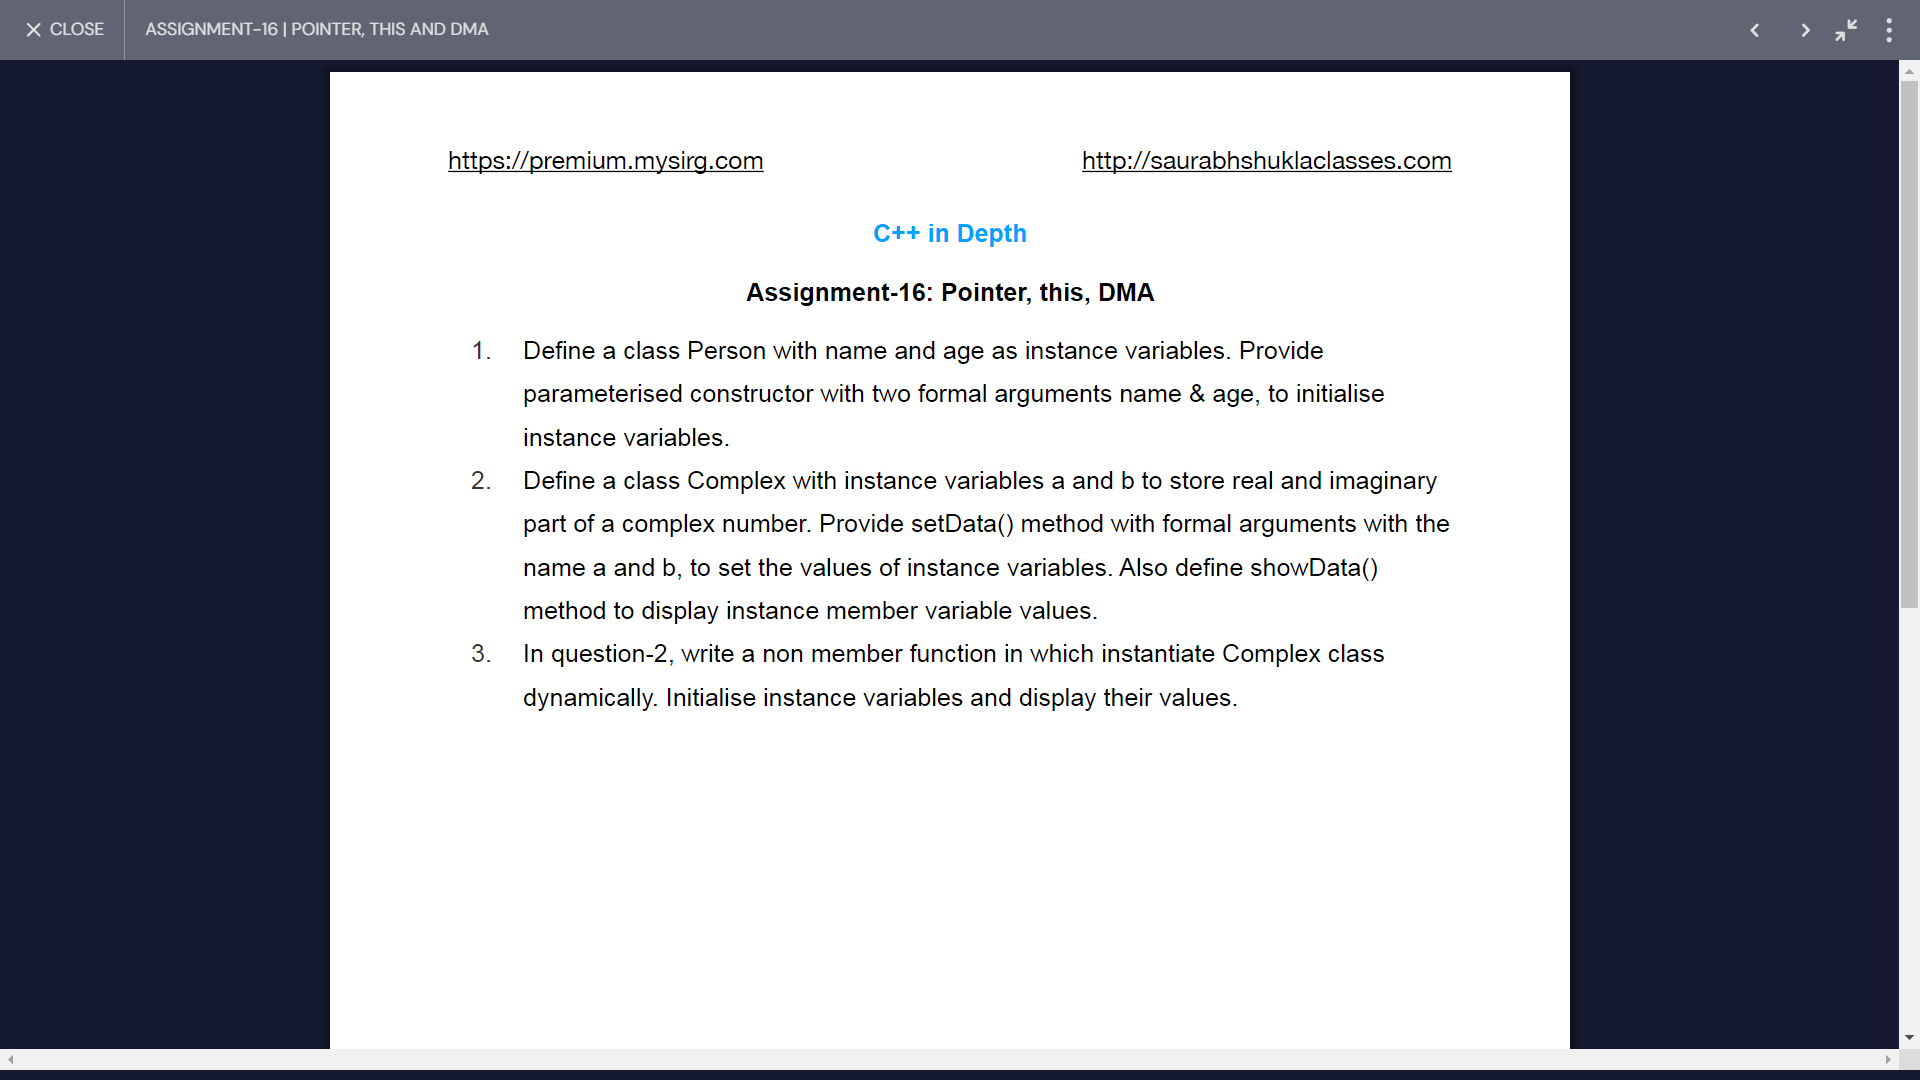 CLOSE
ASSIGNMENT-16 | POINTER, THIS AND DMA
https://premium.mysirg.com
http://saurabhshuklaclasses.com
C++ in Depth
Assignment-16: Pointer, this, DMA
1. Define a class Person with name and age as instance variables. Provide
parameterised constructor with two formal arguments name & age, to initialise
instance variables.
2. Define a class Complex with instance variables a and b to store real and imaginary
part of a complex number. Provide setData() method with formal arguments with the
name a and b, to set the values of instance variables. Also define showData()
method to display instance member variable values.
3. In question-2, write a non member function in which instantiate Complex class
dynamically. Initialise instance variables and display their values.